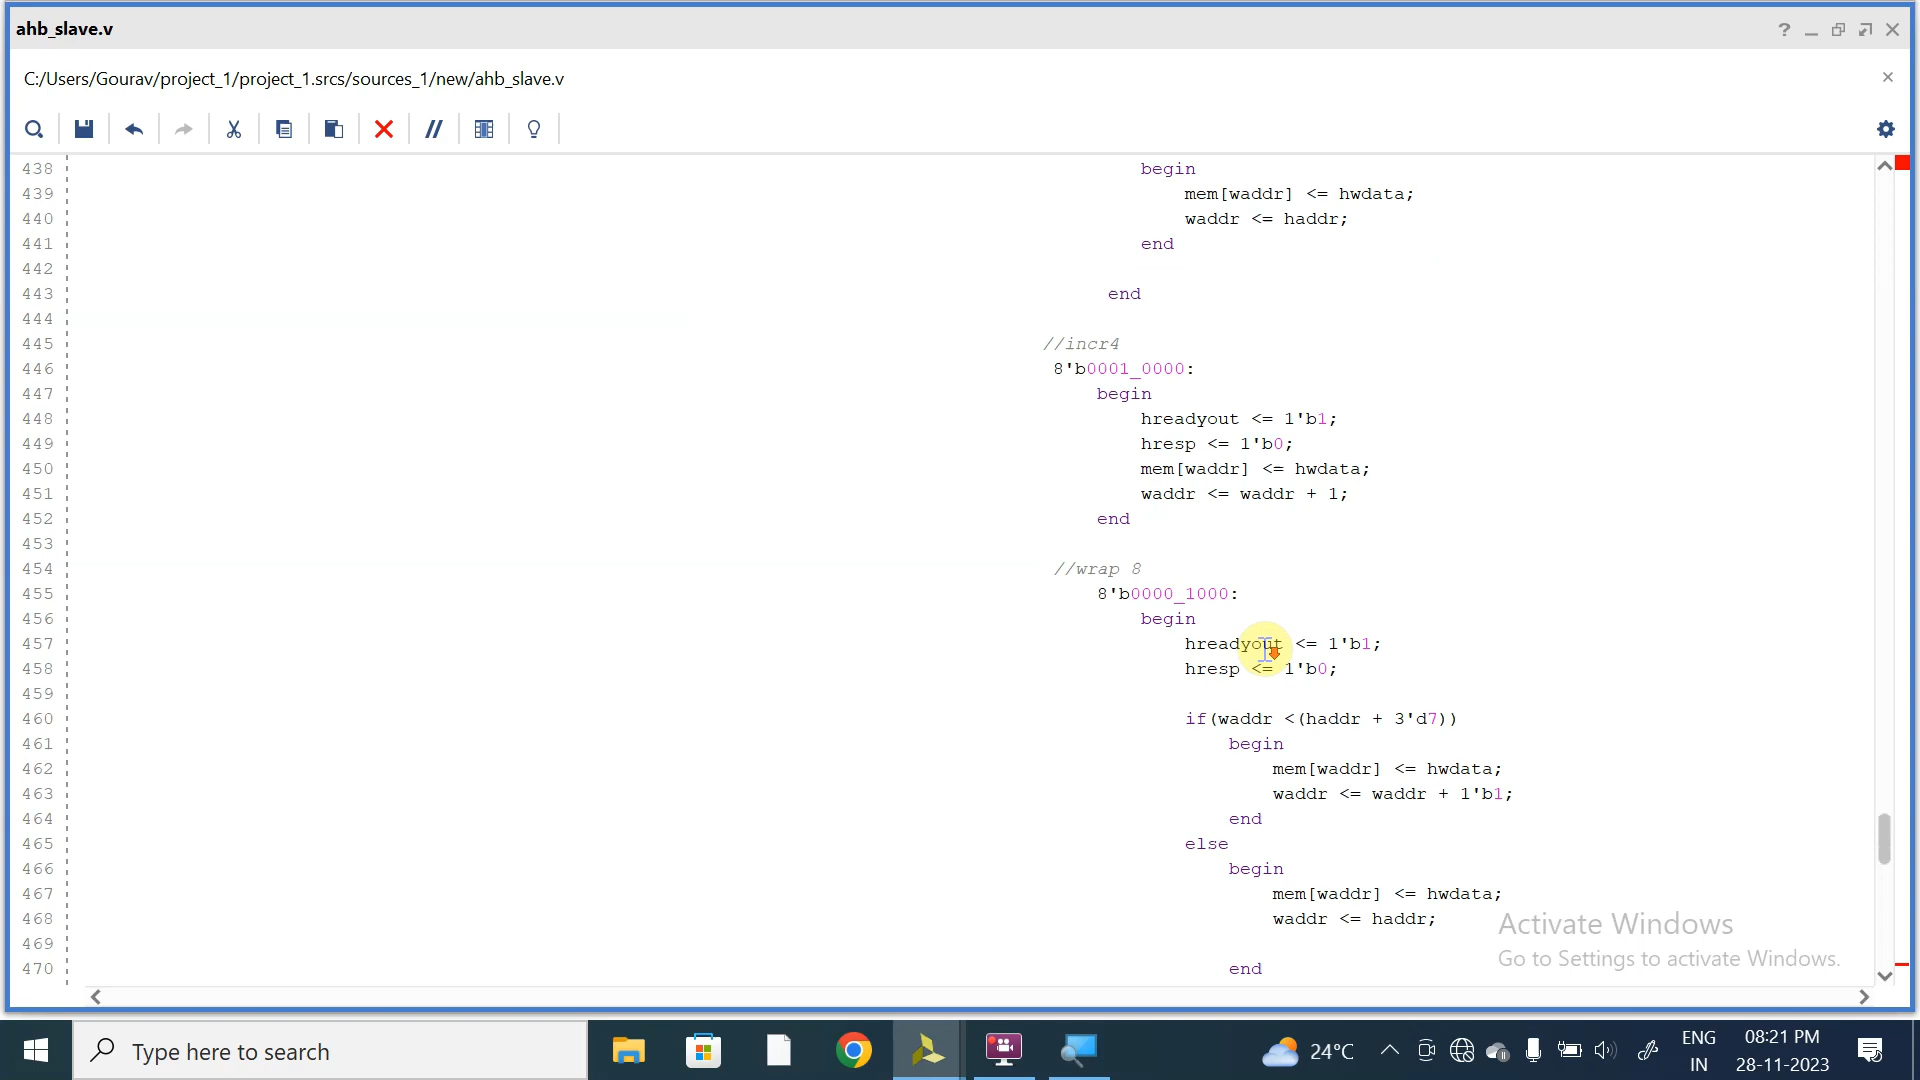 ahb_slave.v
C:/Users/Gourav/project_1/project_1.srcs/sources_1/new/ahb_slave.v
438 begin
439 mem[waddr] <= hwdata;
440 waddr <= haddr;
441 end
442
443 end
444
445 //incr4
446 8'b0001_0000:
447 begin
448 hreadyout <= 1'b1;
449 hresp <= 1'b0;
450 mem[waddr] <= hwdata;
451 waddr <= waddr + 1;
452 end
453
454 //wrap 8
455 8'b0000_1000:
456 begin
457 hreadyout <= 1'b1;
458 hresp <= 1'b0;
459
460 if(waddr <(haddr + 3'd7))
461 begin
462 mem[waddr] <= hwdata;
463 waddr <= waddr + 1'b1;
464 end
465 else
466 begin
467 mem[waddr] <= hwdata;
468 waddr <= haddr;
469
470 end
Activate Windows
Go to Settings to activate Windows.
Type here to search
24°C
ENG
IN
08:21 PM
28-11-2023